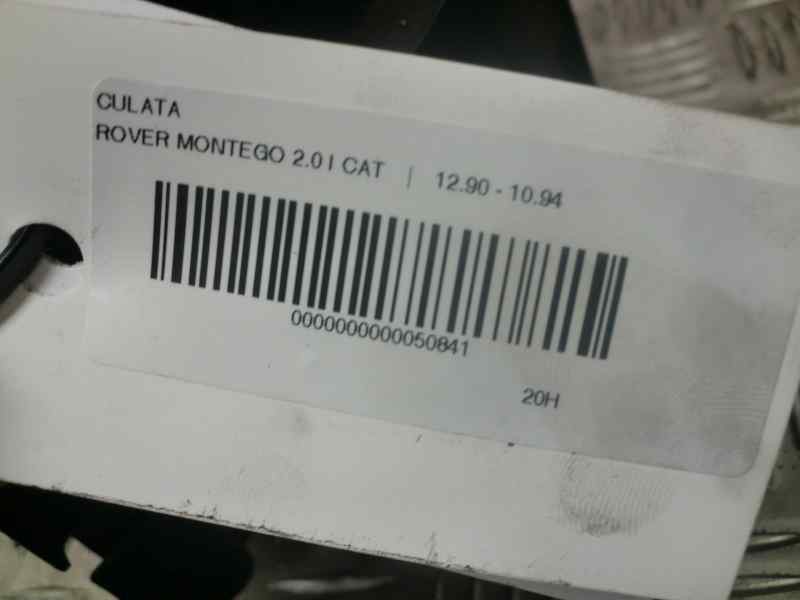 CULATA
ROVER MONTEGO 2.0 I CAT | 12.90 - 10.94
0000000000050841
20H